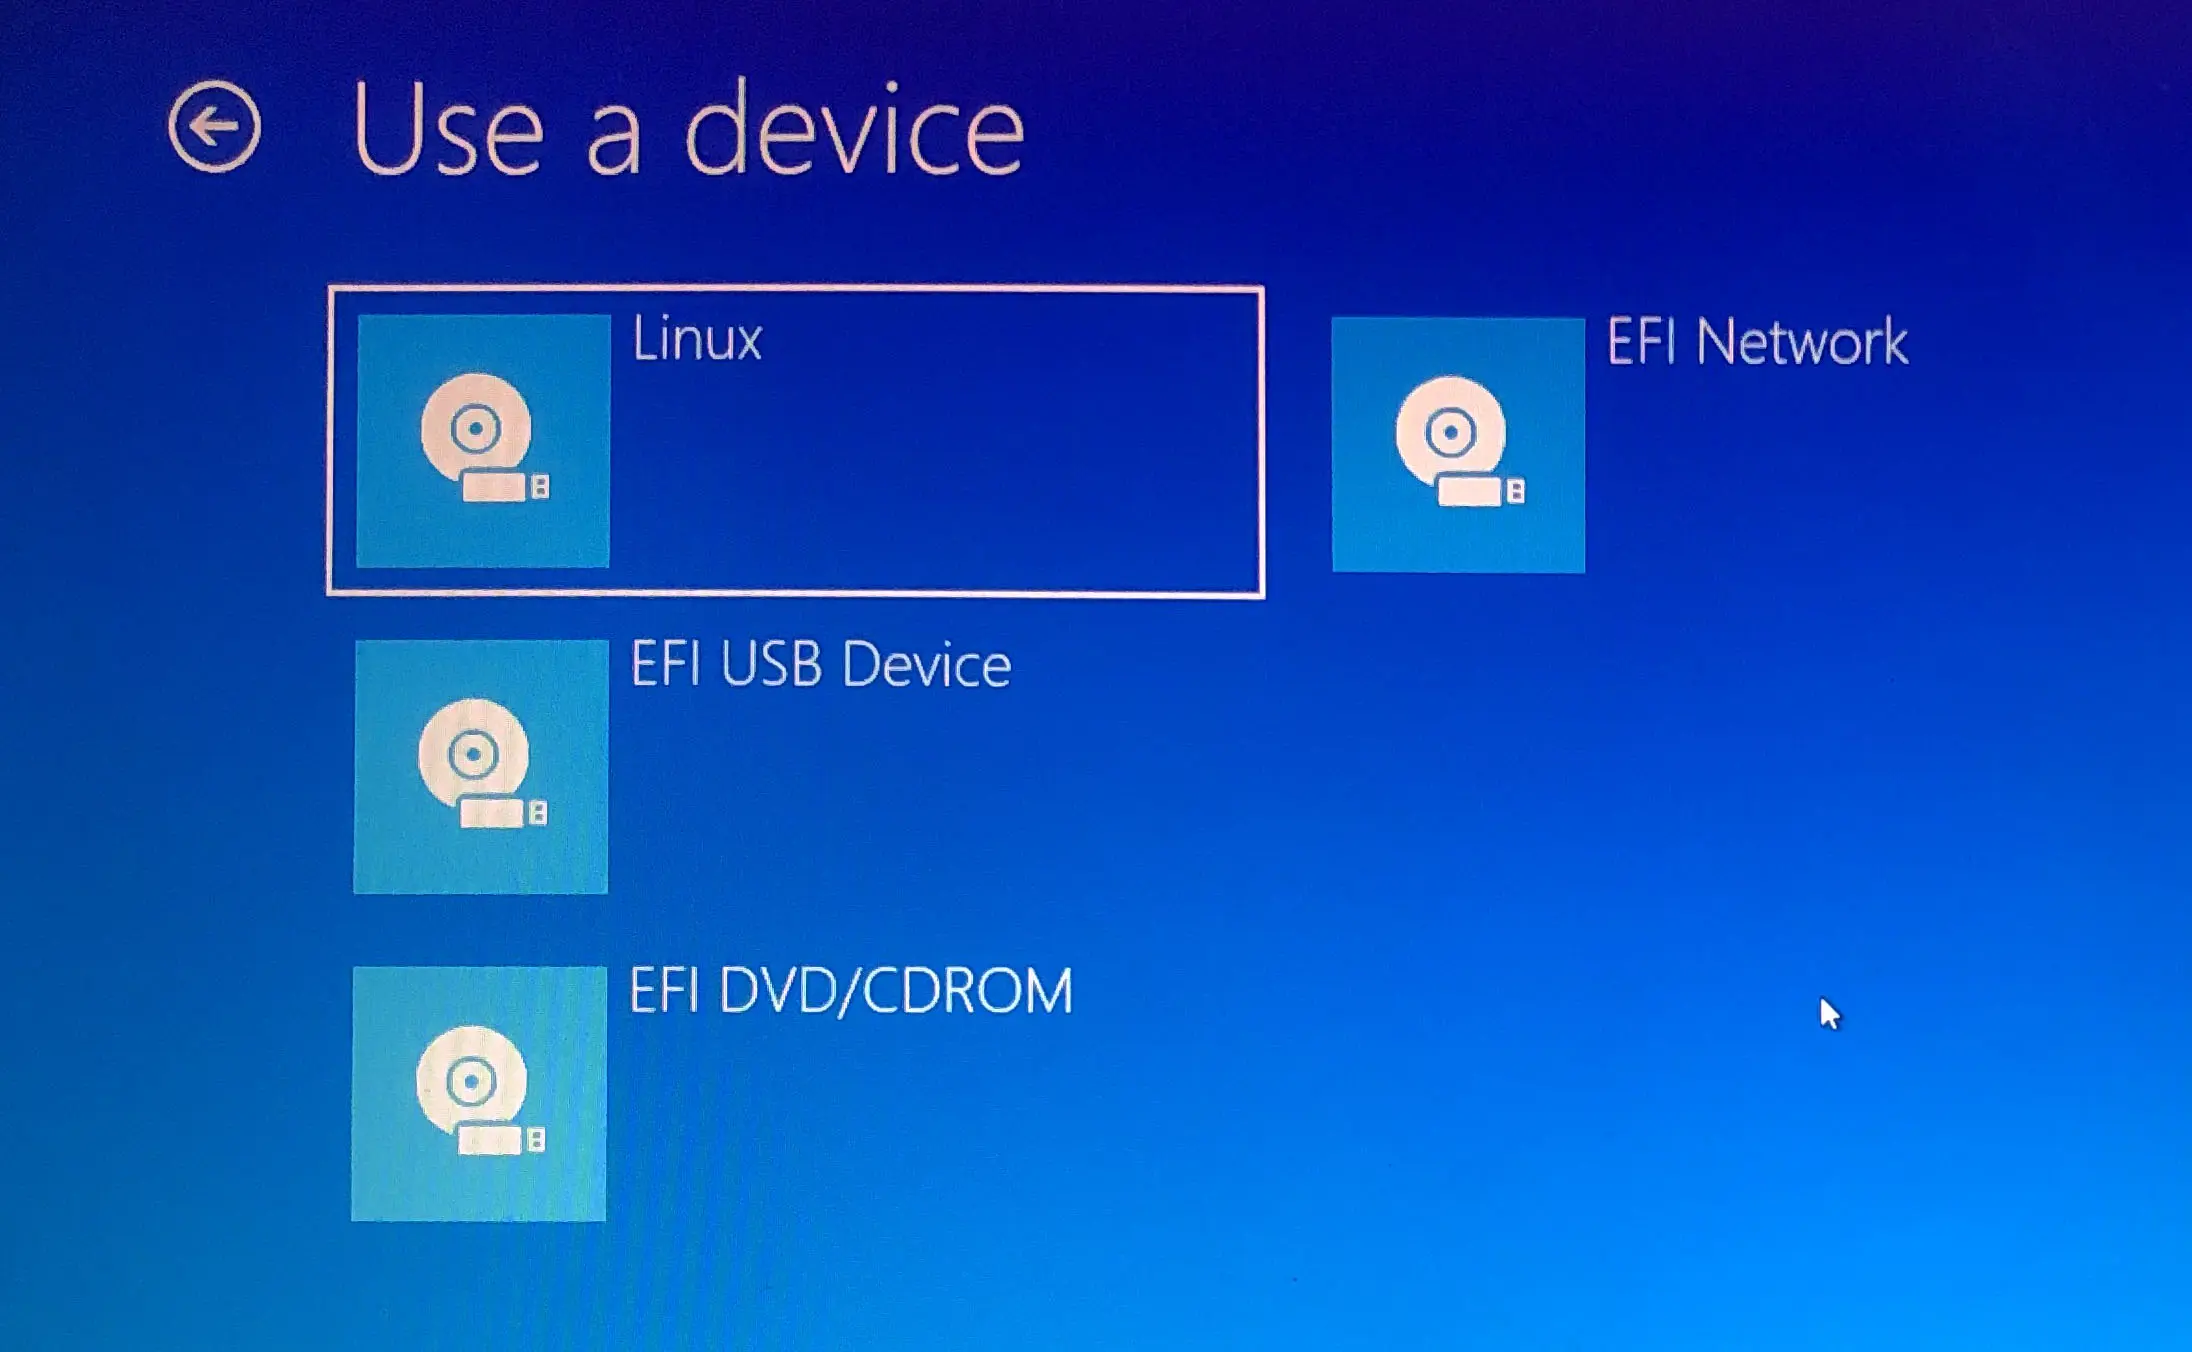 Use a device
Linux
EFI USB Device
EFI DVD/CDROM
EFI Network